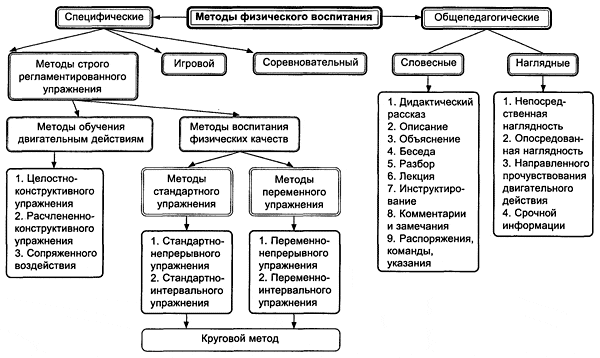 Специфические
Методы физического воспитания
Общепедагогические
Методы строго
регламентированного
упражнения
Игровой
Соревновательный
Словесные
Наглядные
Методы обучения
двигательным действиям
Методы воспитания
физических качеств
1. Целостно-
конструктивного
упражнения
2. Расчлененно-
конструктивного
упражнения
3. Сопряженного
воздействия
Методы
стандартного
упражнения
Методы
переменного
упражнения
1. Стандартно-
непрерывного
упражнения
2. Стандартно-
интервального
упражнения
1. Переменно-
непрерывного
упражнения
2. Переменно-
интервального
упражнения
Круговой метод
1. Дидактический
рассказ
2. Описание
3. Объяснение
4. Беседа
5. Разбор
6. Лекция
7. Инструктиро-
вание
8. Комментарии
и замечания
9. Распоряжения,
команды,
указания
1. Непосред-
ственная
наглядность
2. Опосредован-
ная наглядность
3. Направленного
прочувствования
двигательного
действия
4. Срочной
информации